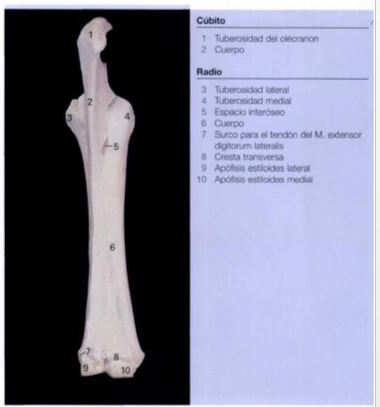 Cúbito
1 Tuberosidad del olécranon
2 Cuerpo
Radio
3 Tuberosidad lateral
4 Tuberosidad medial
5 Espacio interóseo
6 Cuerpo
7 Surco para el tendón del M. extensor
digitorum lateralis
8 Cresta transversa
9 Apófisis estiloides lateral
10 Apófisis estiloides medial
1
2
3
4
5
6
7
8
9
10